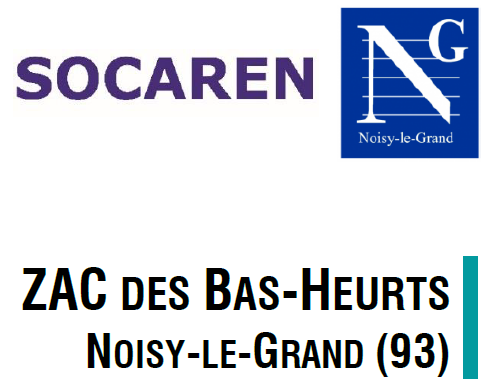 SOCAREN
NG
Noisy-le-Grand
ZAC DES BAS-HEURTS
NOISY-LE-GRAND (93)